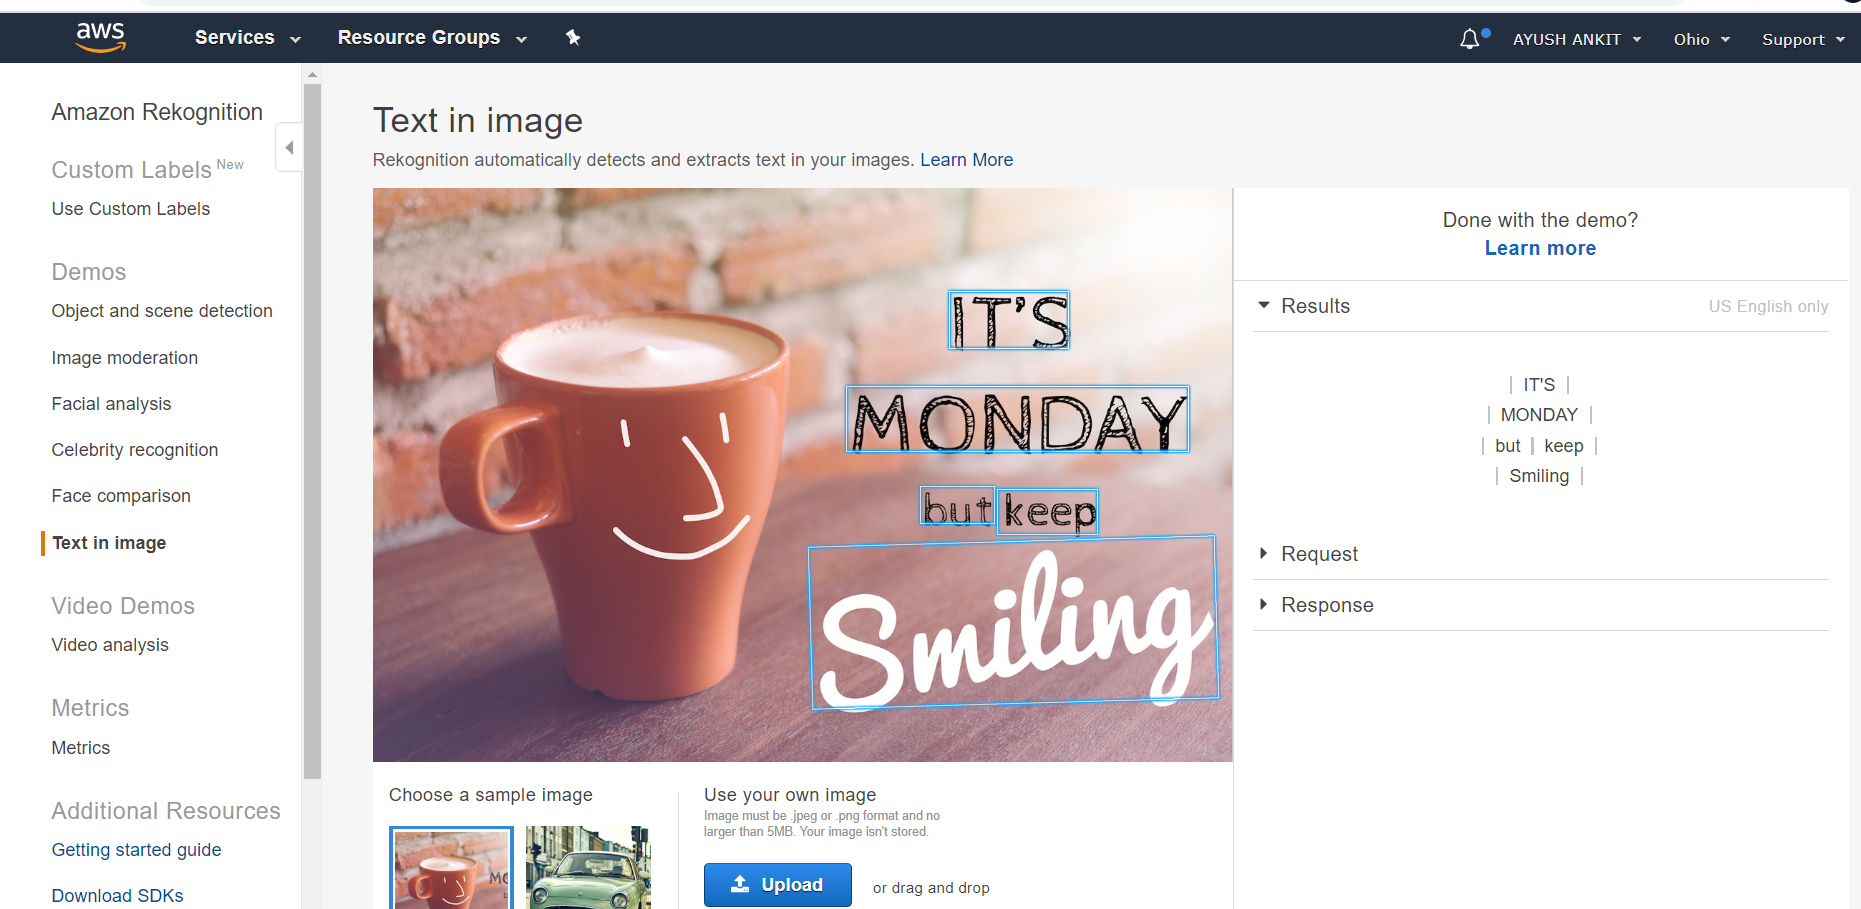 aws
Services
Resource Groups
AYUSH ANKIT
Ohio
Support
Amazon Rekognition
Custom Labels New
Use Custom Labels
Demos
Object and scene detection
Image moderation
Facial analysis
Celebrity recognition
Face comparison
Text in image
Video Demos
Video analysis
Metrics
Metrics
Additional Resources
Getting started guide
Download SDKs
Text in image
Rekognition automatically detects and extracts text in your images. Learn More
IT'S
MONDAY
but keep
Smiling
Choose a sample image
Use your own image
Image must be .jpeg or .png format and no
larger than 5MB. Your image isn't stored.
Upload
or drag and drop
Done with the demo?
Learn more
Results
US English only
| IT'S |
| MONDAY |
| but | keep |
| Smiling |
Request
Response